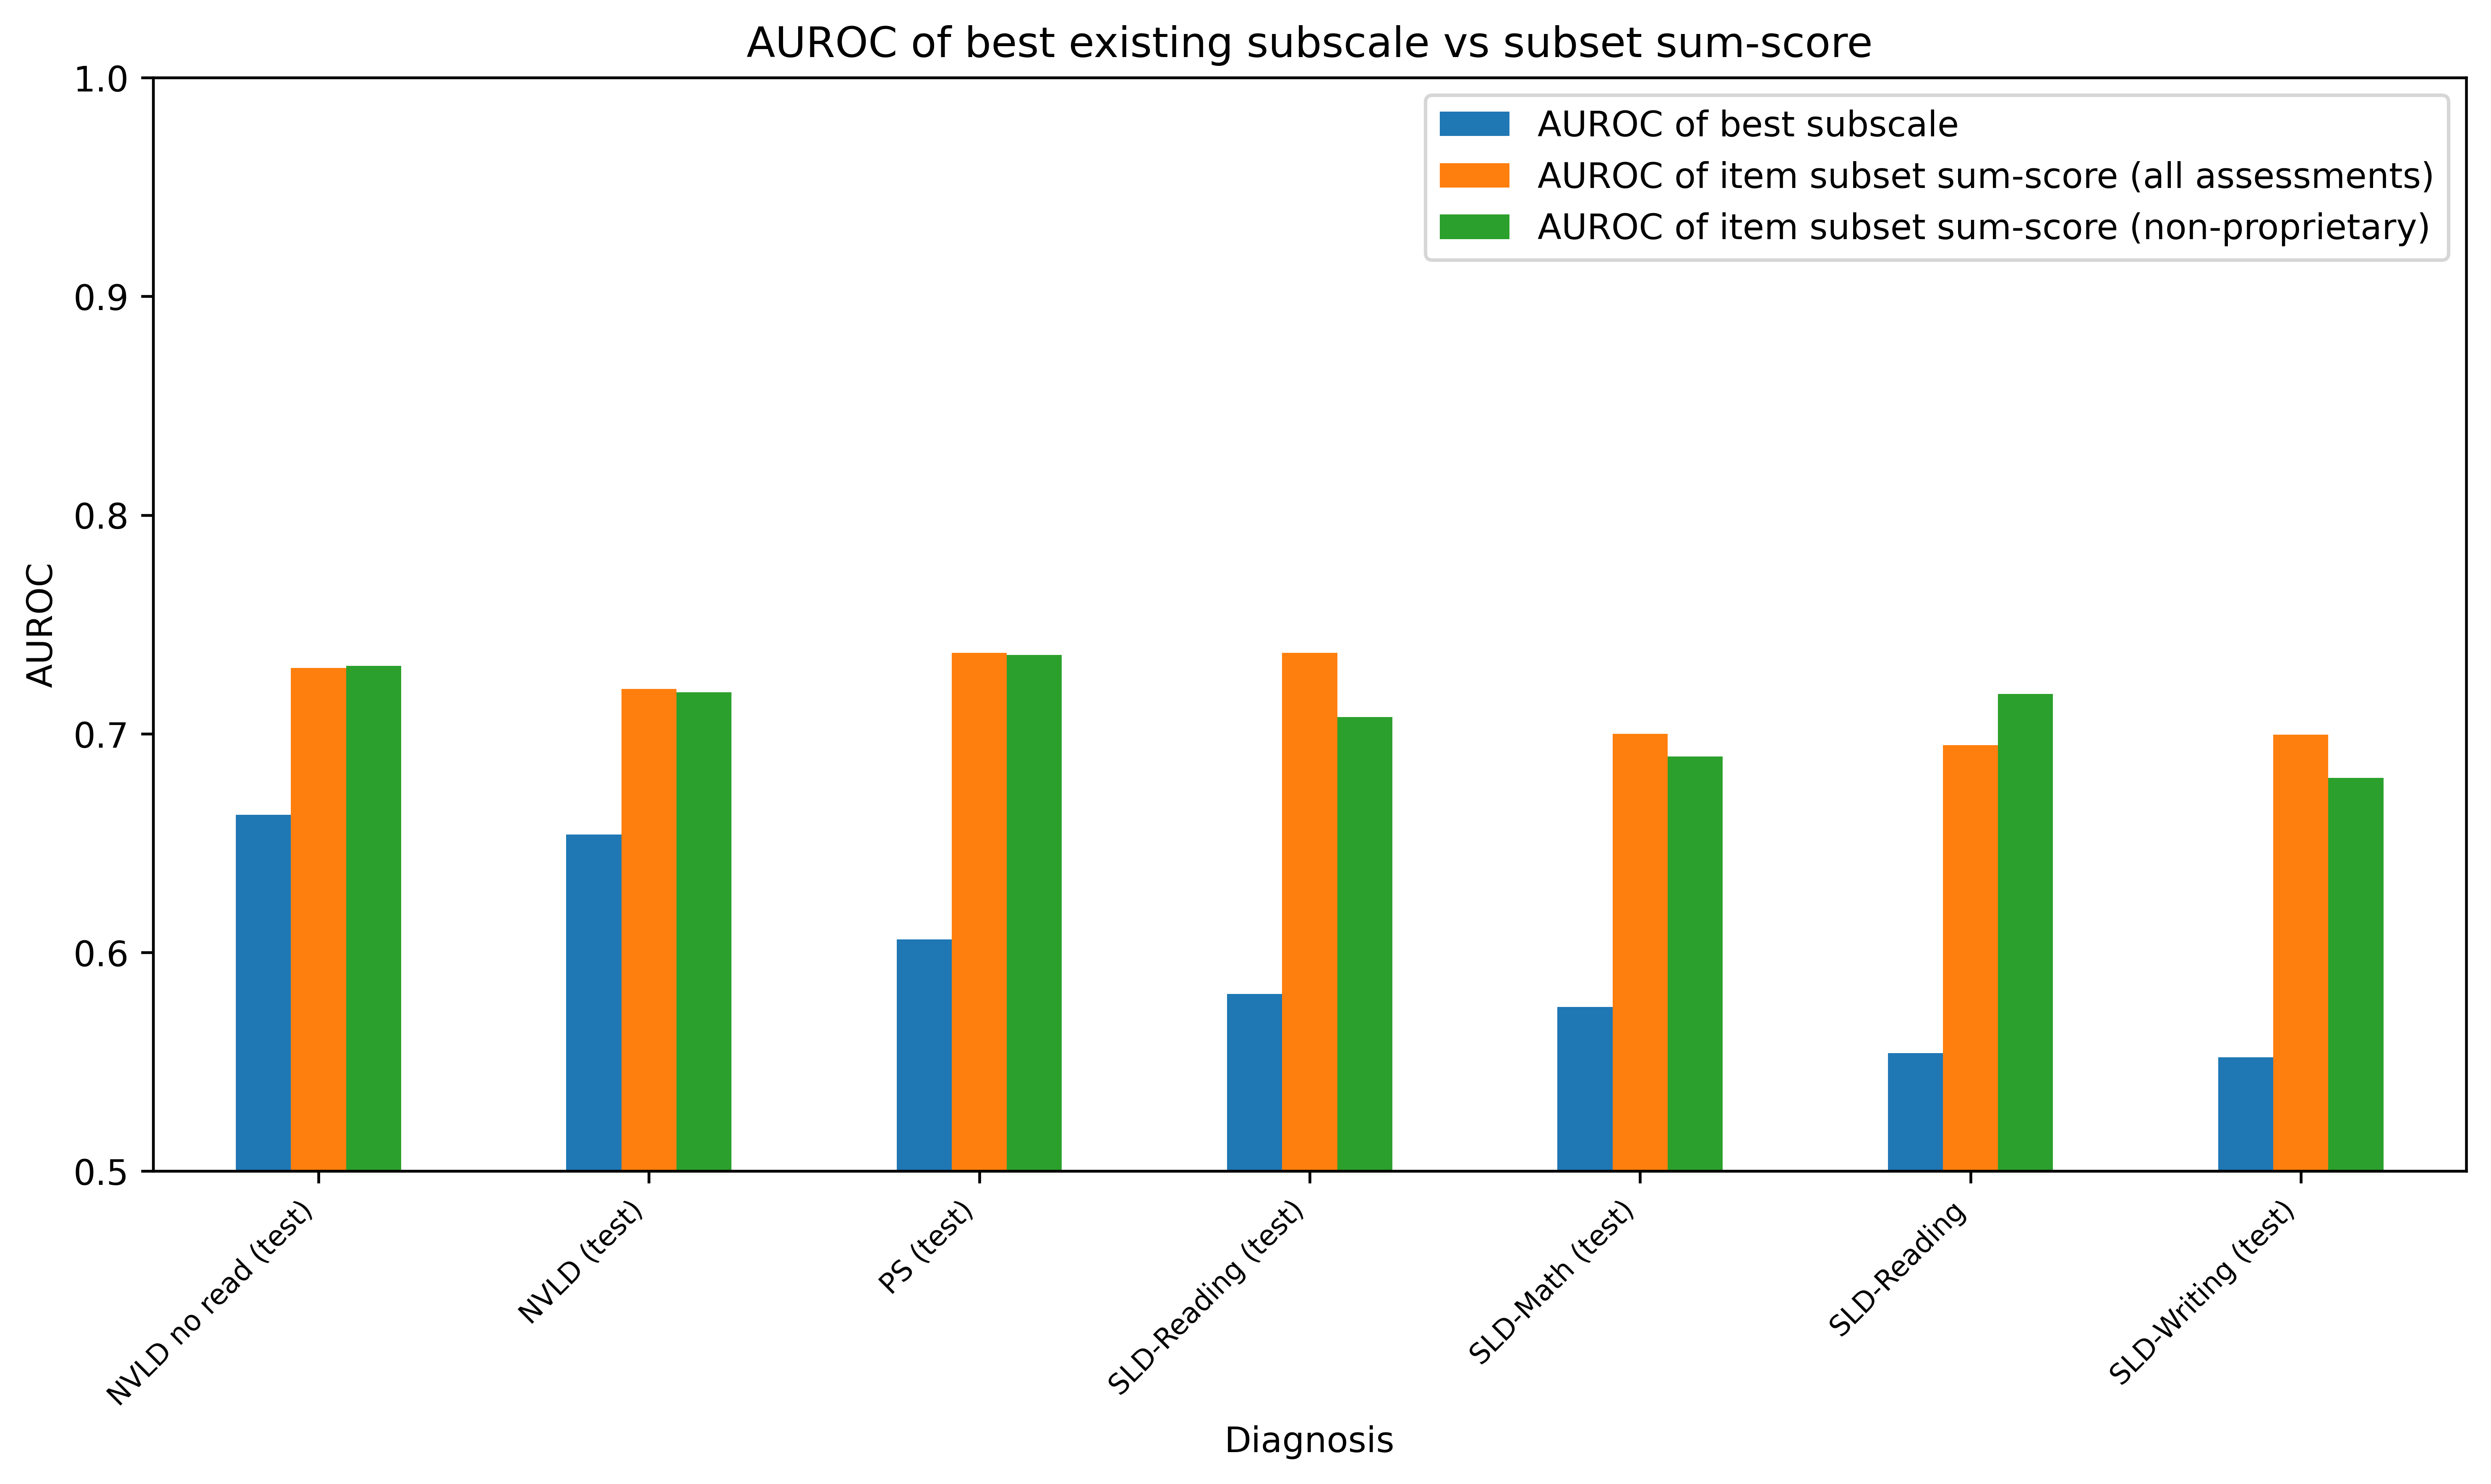 AUROC of best existing subscale vs subset sum-score
AUROC of best subscale
AUROC of item subset sum-score (all assessments)
AUROC of item subset sum-score (non-proprietary)
1.0
0.9
0.8
0.7
0.6
0.5
AUROC
NVLD no read (test)
NVLD (test)
PS (test)
SLD-Reading (test)
SLD-Math (test)
SLD-Reading
SLD-Writing (test)
Diagnosis